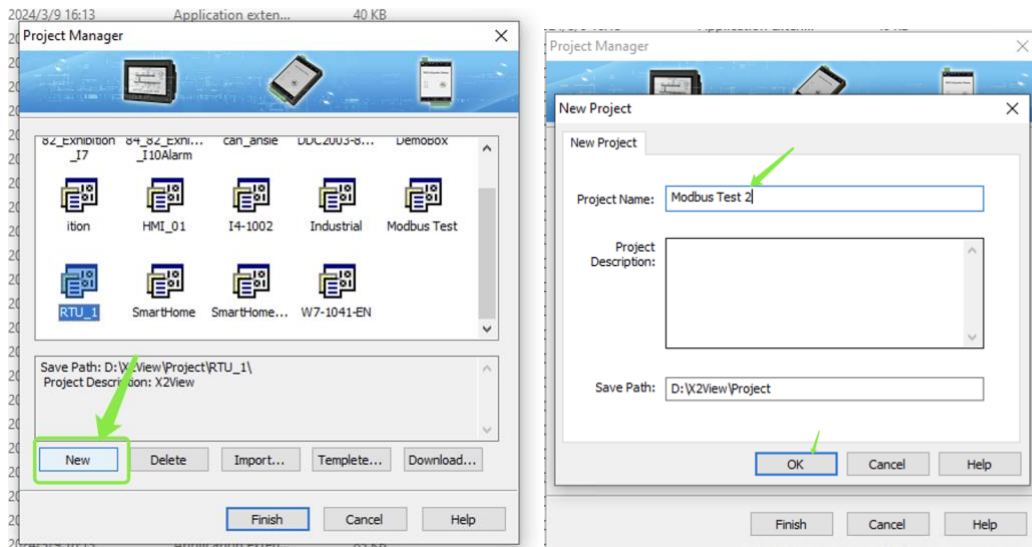 2024/3/9 16:13 Application exten... 40 KB
Project Manager
82_Exhibition
_I7
84_82_Exhi...
_I10Alarm
can_ansie
DDC2003-8...
DemoBox
ition
HMI_01
I4-1002
Industrial
Modbus Test
RTU_1
SmartHome
SmartHome...
W7-1041-EN
Save Path: D:\X2View\Project\RTU_1\
Project Description: X2View
New
Delete
Import...
Templete...
Download...
Finish
Cancel
Help
Project Manager
New Project
New Project
Project Name: Modbus Test 2
Project
Description:
Save Path: D:\X2View\Project
OK
Cancel
Help
Finish
Cancel
Help